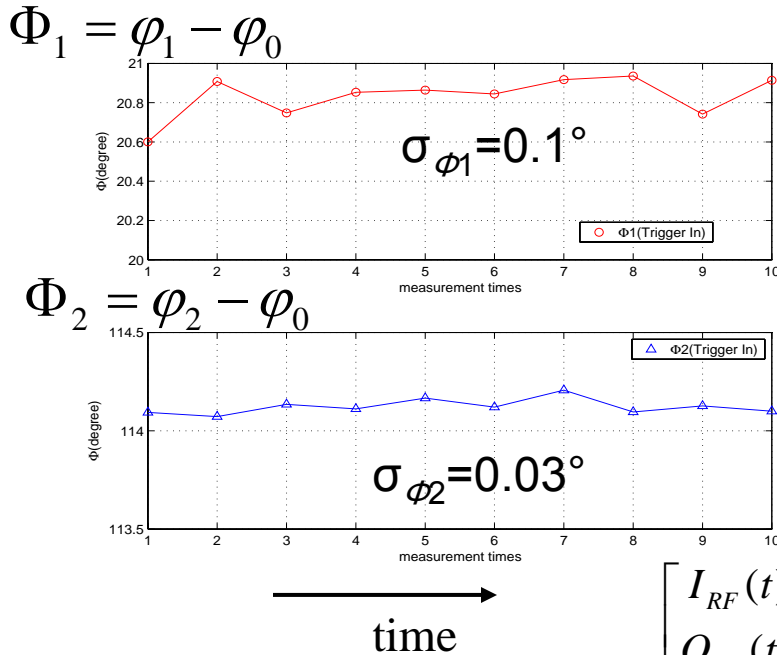 Φ₁ = φ₁ − φ₀
21
20.8
20.6
20.4
20.2
20
Φ(degree)
σ_Φ1=0.1°
Φ1(Trigger In)
1 2 3 4 5 6 7 8 9 10
measurement times
Φ₂ = φ₂ − φ₀
114.5
114
113.5
Φ(degree)
Φ2(Trigger In)
σ_Φ2=0.03°
1 2 3 4 5 6 7 8 9 10
measurement times
time
I_RF (t)
Q (t